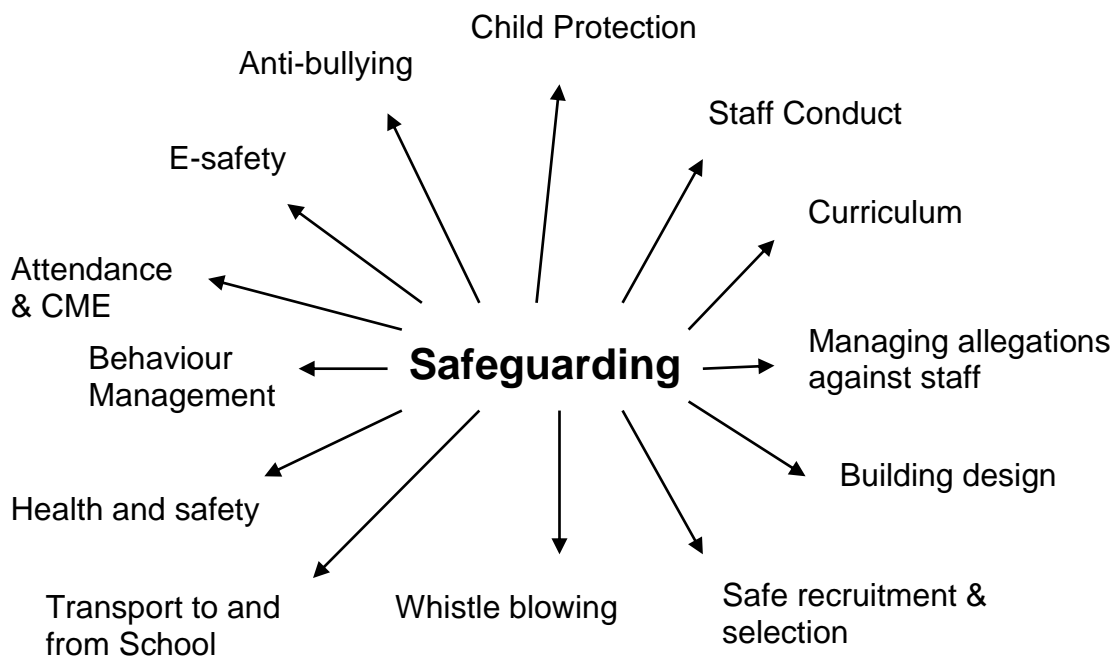 Child Protection
Anti-bullying
Staff Conduct
E-safety
Curriculum
Attendance
& CME
Managing allegations
against staff
Behaviour
Management
Safeguarding
Building design
Health and safety
Transport to and
from School
Whistle blowing
Safe recruitment &
selection